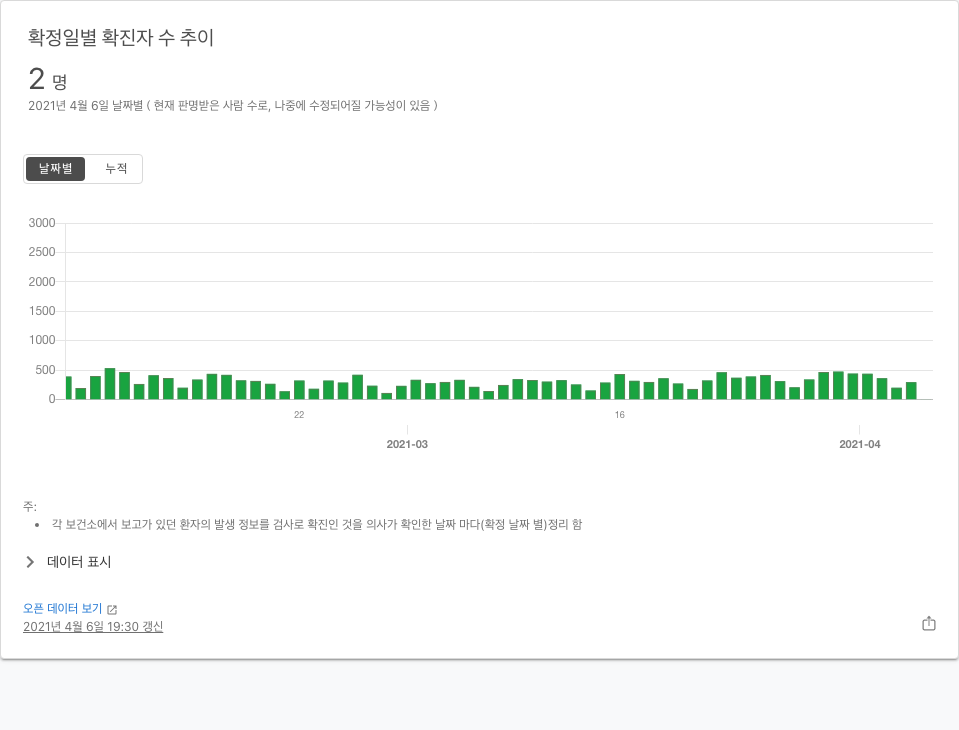 확정일별 확진자 수 추이
2 명
2021년 4월 6일 날짜별 ( 현재 판명받은 사람 수로, 나중에 수정되어질 가능성이 있음 )
날짜별 누적
3000
2500
2000
1500
1000
500
0
22 16
2021-03 2021-04
주:
• 각 보건소에서 보고가 있던 환자의 발생 정보를 검사로 확진인 것을 의사가 확인한 날짜 마다(확정 날짜 별)정리 함
데이터 표시
오픈 데이터 보기
2021년 4월 6일 19:30 갱신